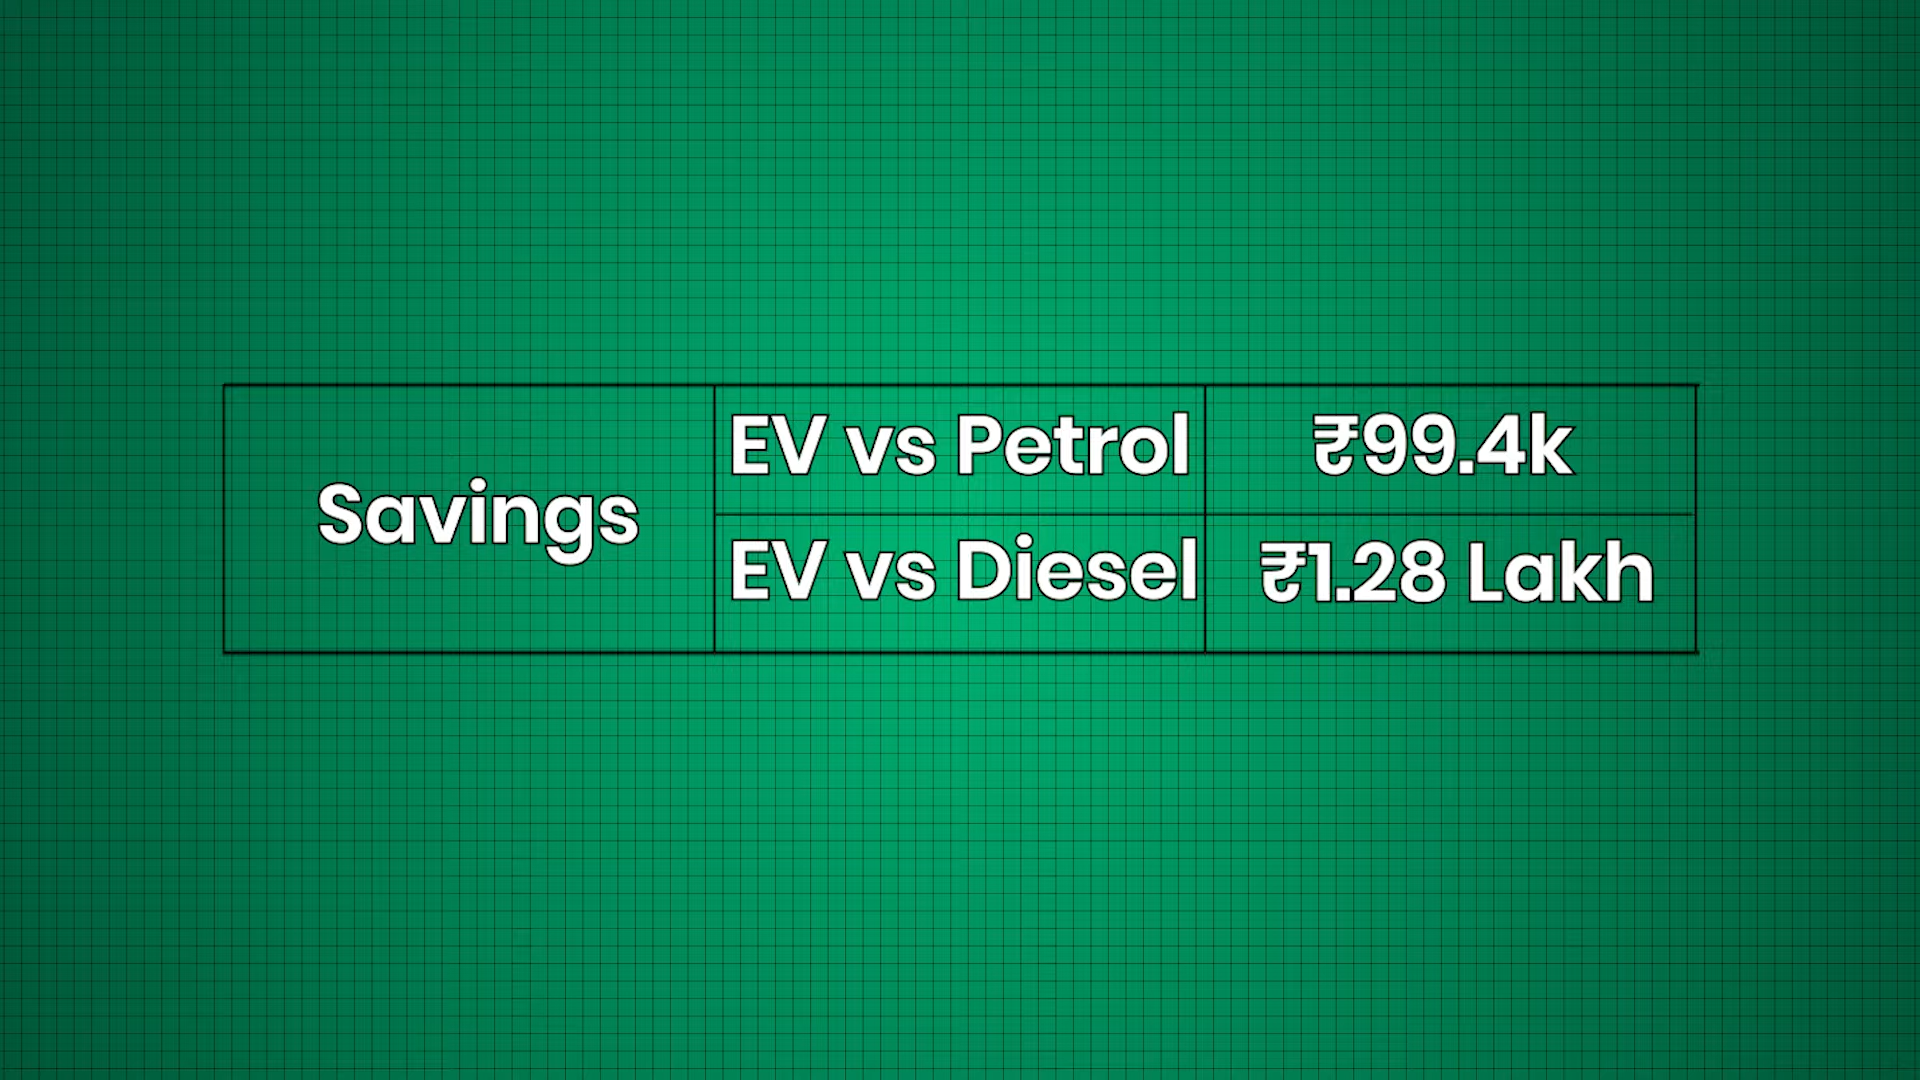 Savings
EV vs Petrol
₹99.4k
EV vs Diesel
₹1.28 Lakh